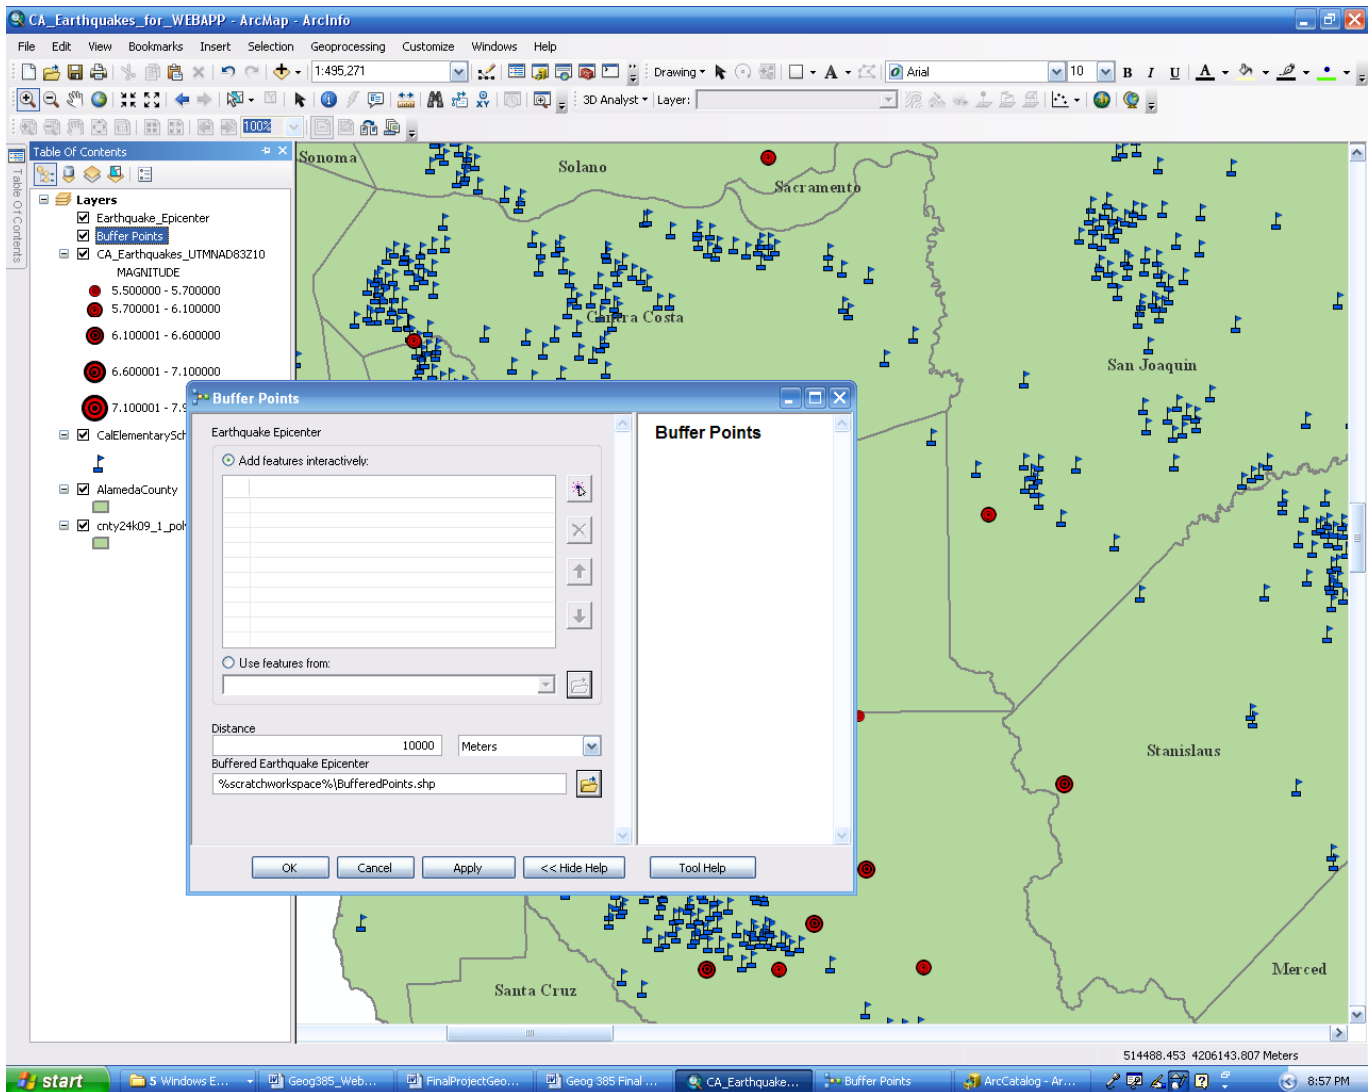 CA_Earthquakes_for_WEBAPP - ArcMap - ArcInfo
File Edit View Bookmarks Insert Selection Geoprocessing Customize Windows Help
1:495,271 Drawing A Arial 10 B I U A
3D Analyst Layer:
100%
Table Of Contents
Table Of Contents
Layers
Earthquake_Epicenter
Buffer Points
CA_Earthquakes_UTMNAD83Z10
MAGNITUDE
5.500000 - 5.700000
5.700001 - 6.100000
6.100001 - 6.600000
6.600001 - 7.100000
7.100001 - 7.9
CalElementarySch
AlamedaCounty
cnty24k09_1_pol
Sonoma
Solano
Sacramento
Contra Costa
San Joaquin
Stanislaus
Santa Cruz
Merced
Buffer Points
Earthquake Epicenter
Add features interactively:
Use features from:
Distance
10000 Meters
Buffered Earthquake Epicenter
%scratchworkspace%\BufferedPoints.shp
OK Cancel Apply << Hide Help Tool Help
Buffer Points
514488.453 4206143.807 Meters
start 5 Windows E... Geog385_Web... FinalProjectGeo... Geog 385 Final ... CA_Earthquake... Buffer Points ArcCatalog - Ar... 8:57 PM